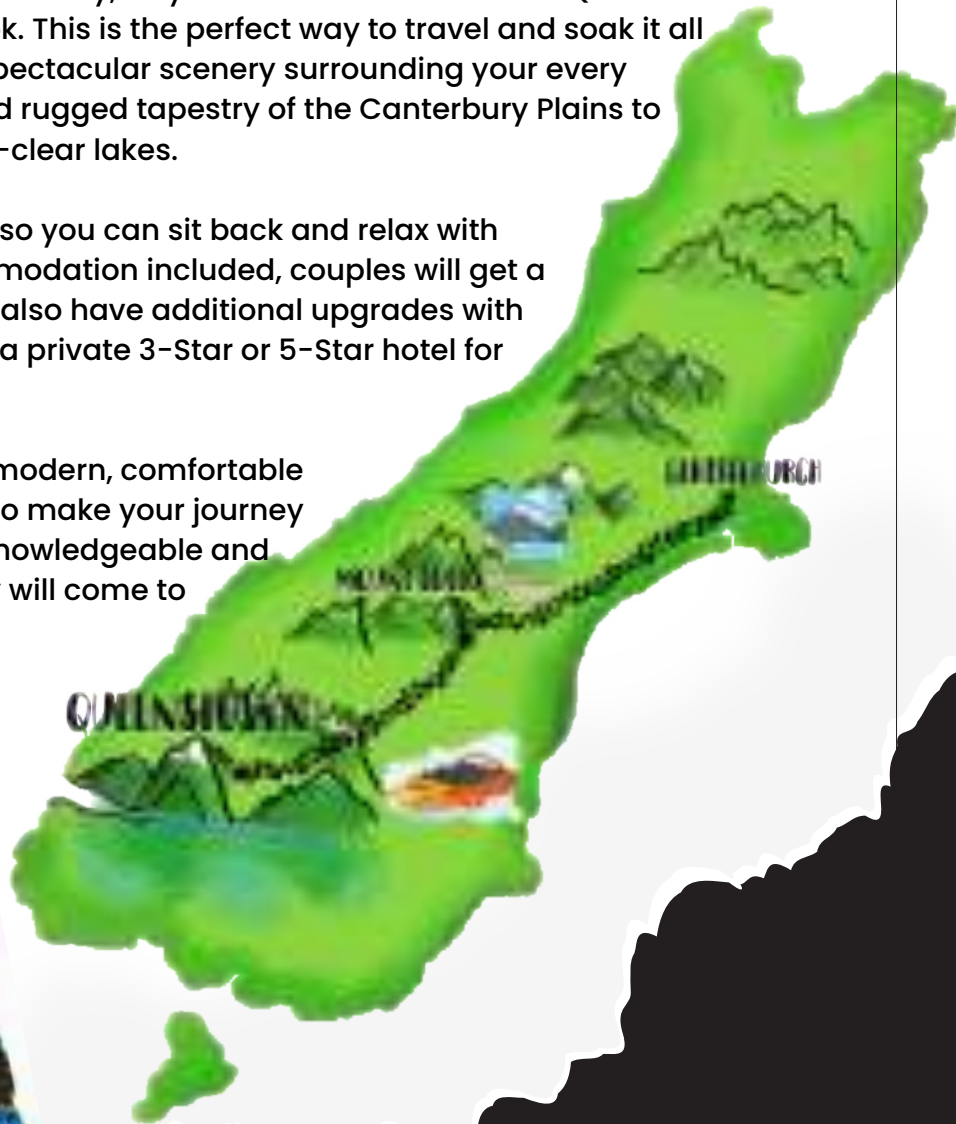 k. This is the perfect way to travel and soak it all
pectacular scenery surrounding your every
d rugged tapestry of the Canterbury Plains to
-clear lakes.
so you can sit back and relax with
modation included, couples will get a
also have additional upgrades with
a private 3-Star or 5-Star hotel for
modern, comfortable
o make your journey
nowledgeable and
will come to
QUEENSTOWN